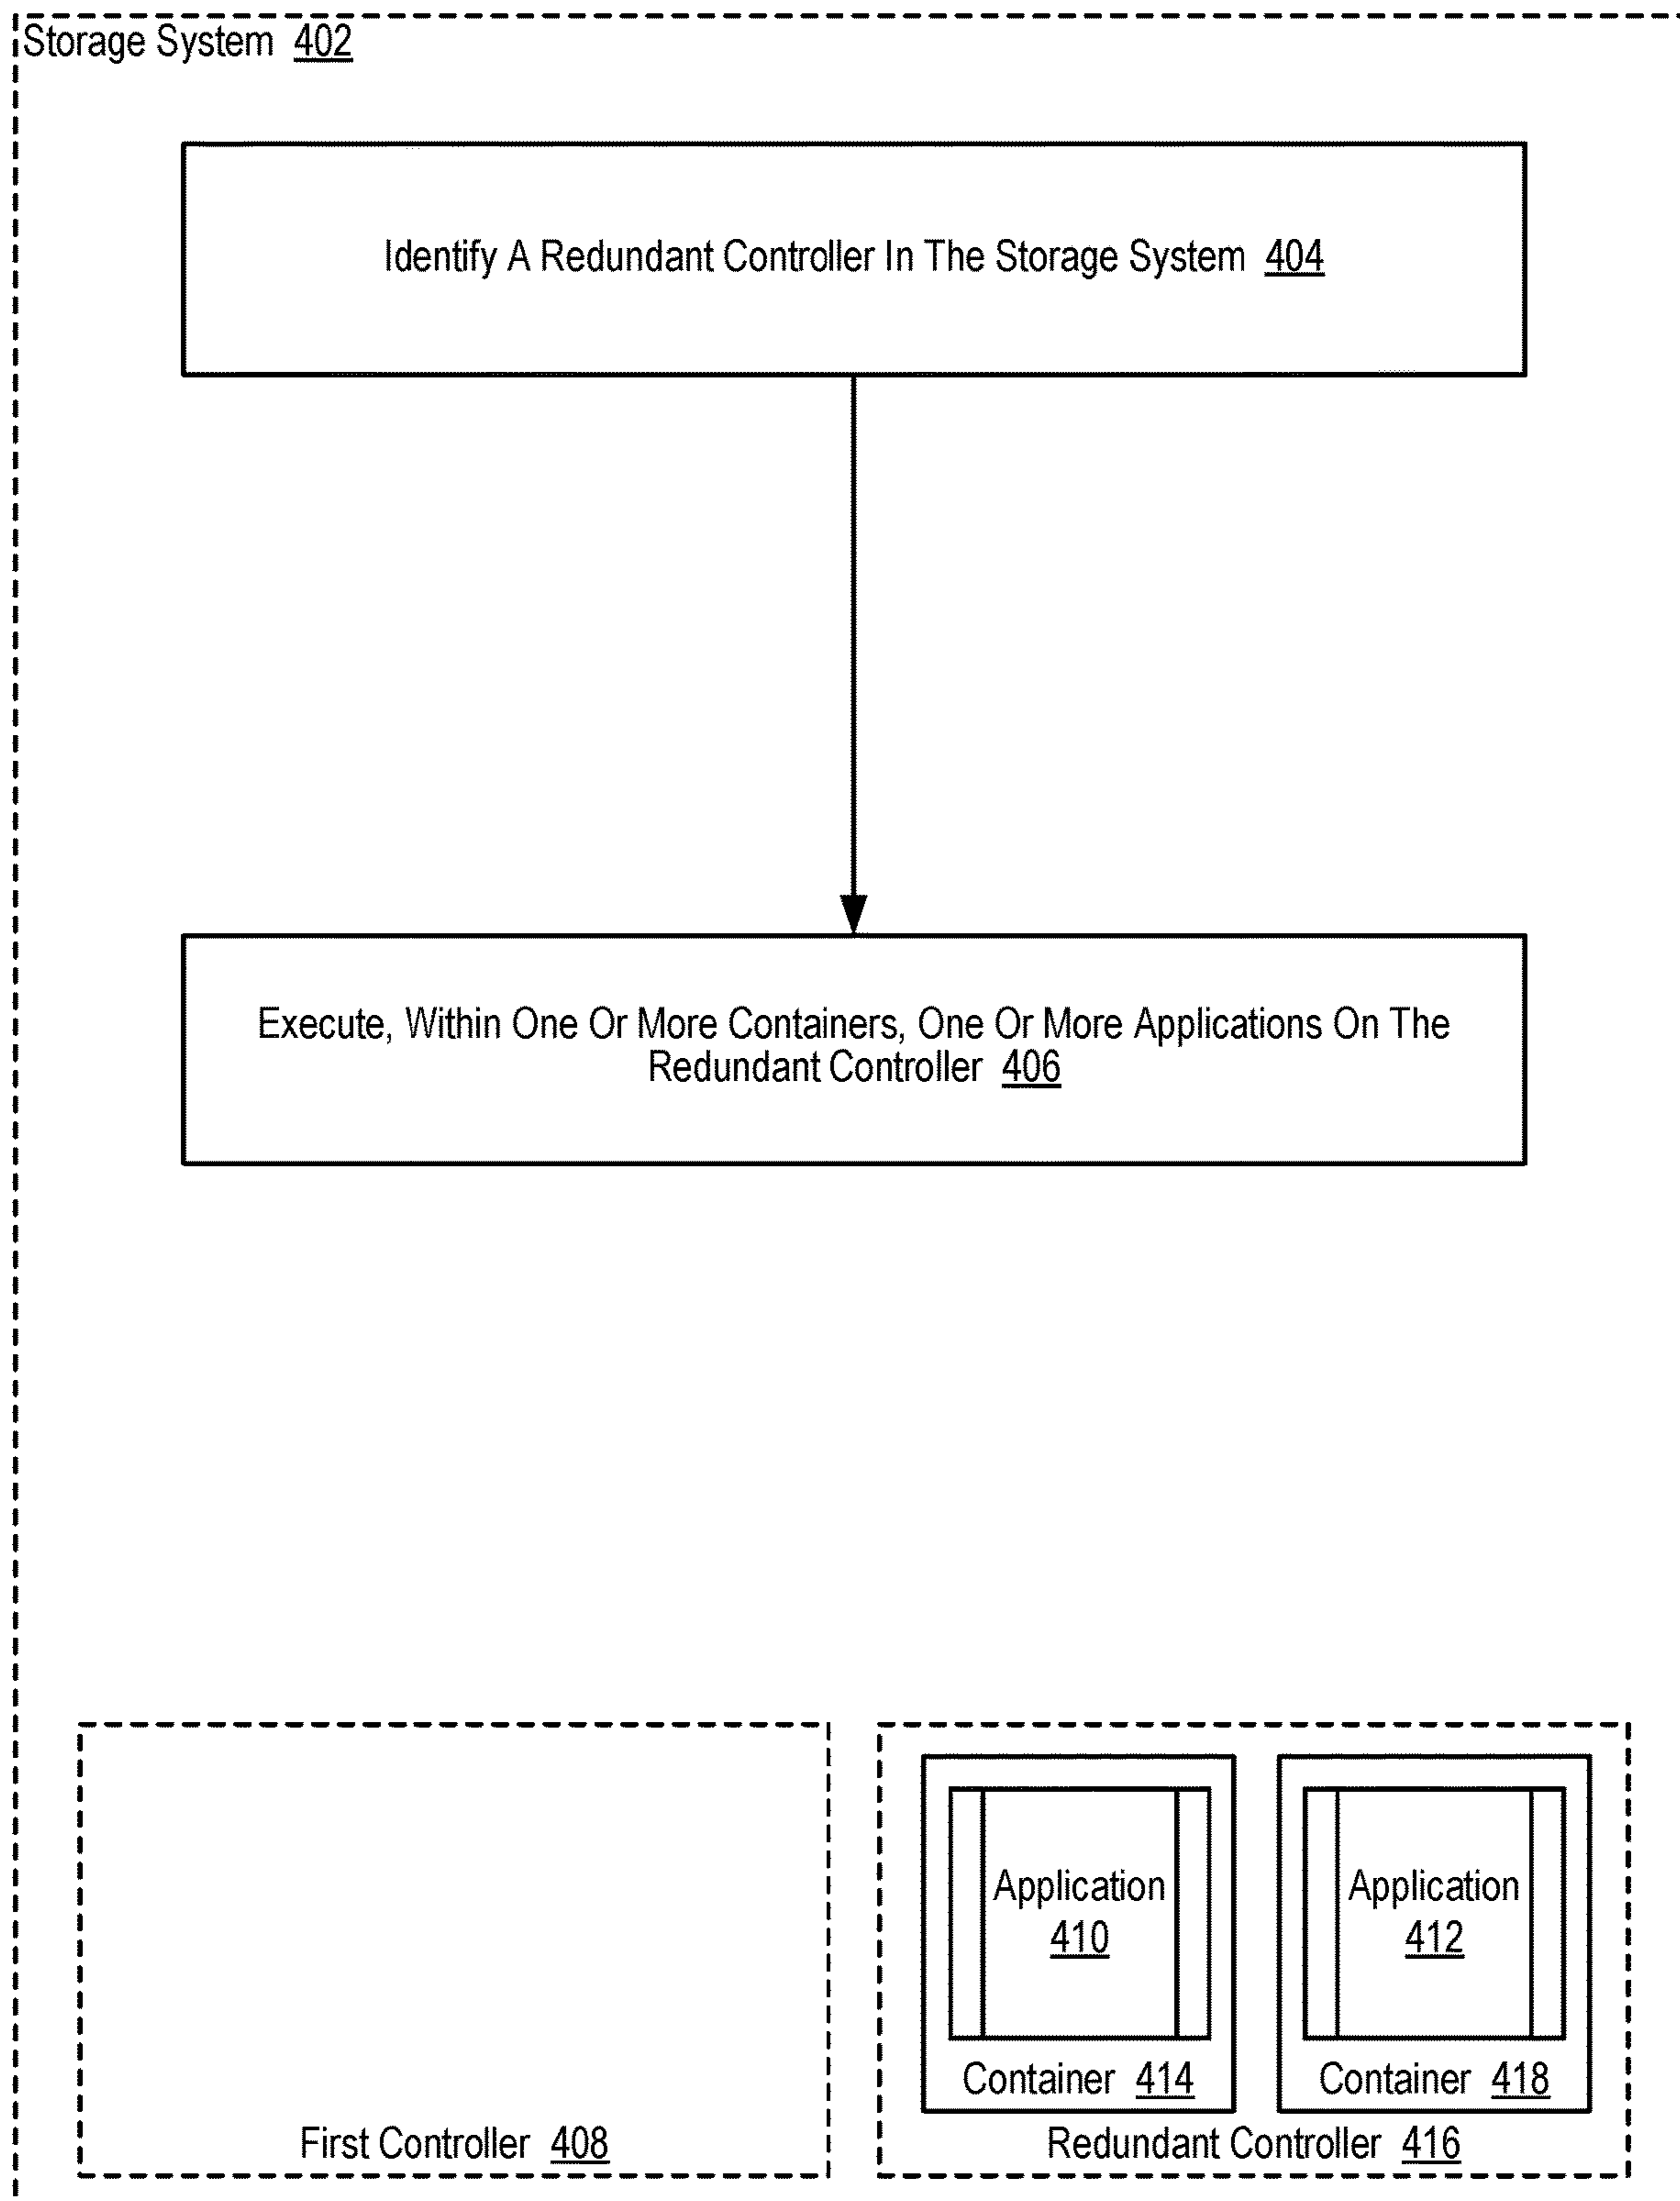 Storage System 402
Identify A Redundant Controller In The Storage System 404
Execute, Within One Or More Containers, One Or More Applications On The
Redundant Controller 406
Application
410
Container 414
Application
412
Container 418
First Controller 408
Redundant Controller 416